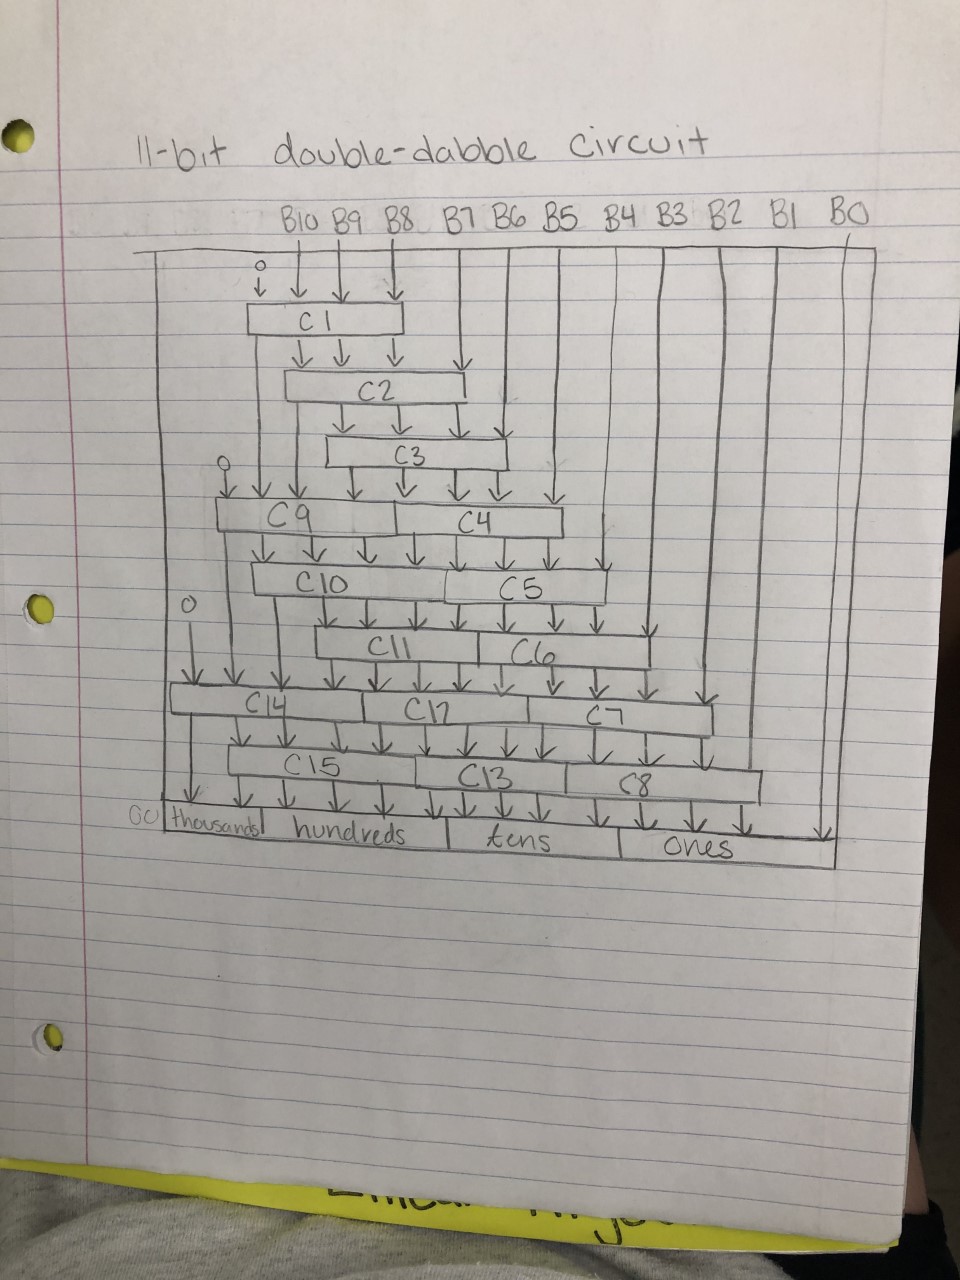 11-bit double-dabble circuit
B10 B9 B8 B7 B6 B5 B4 B3 B2 B1 B0
0
C1
C2
C3
0
C9 C4
C10 C5
0
C11 C6
C14 C12 C7
C15 C13 C8
thousands hundreds tens ones